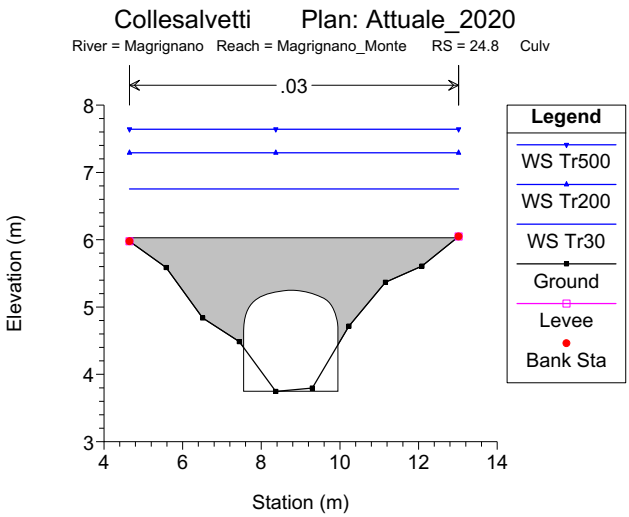 Collesalvetti Plan: Attuale_2020
River = Magrignano Reach = Magrignano_Monte RS = 24.8 Culv
.03
8
7
6
5
4
3
4
6
8
10
12
14
Elevation (m)
Station (m)
Legend
WS Tr500
WS Tr200
WS Tr30
Ground
Levee
Bank Sta